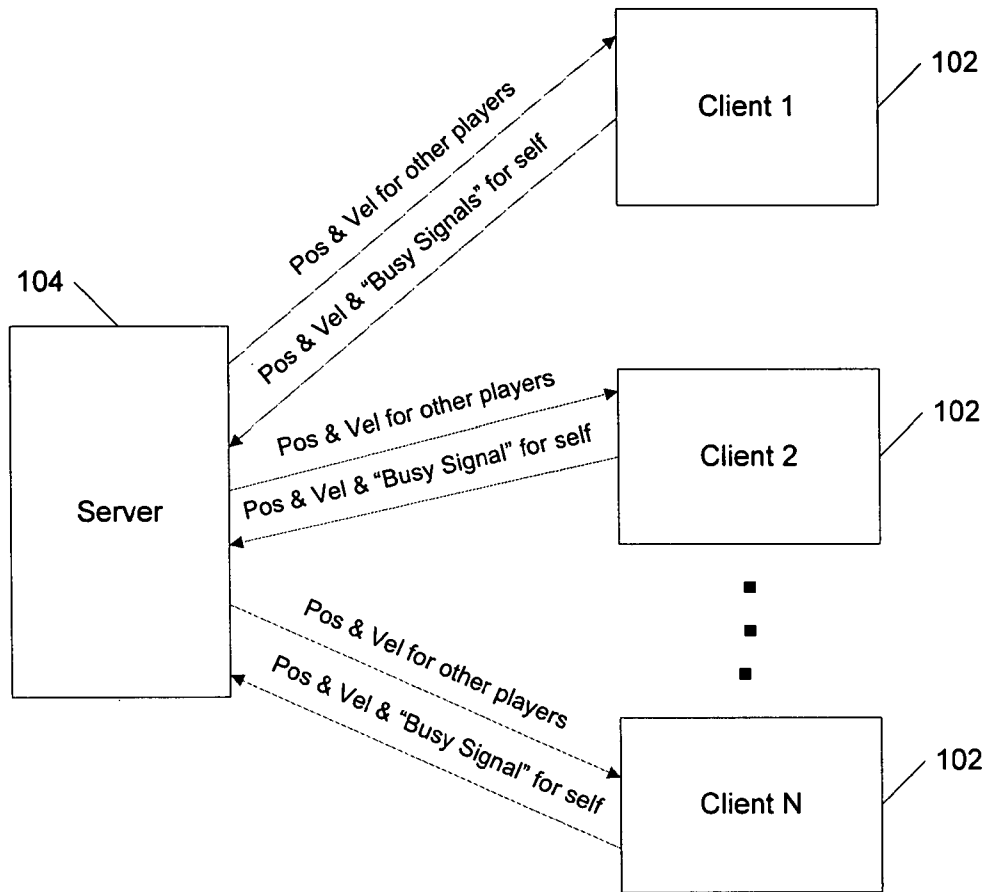 Client 1
102
Pos & Vel for other players
Pos & Vel & “Busy Signals” for self
104
Server
Pos & Vel for other players
Pos & Vel & “Busy Signal” for self
Client 2
102
Pos & Vel for other players
Pos & Vel & “Busy Signal” for self
Client N
102